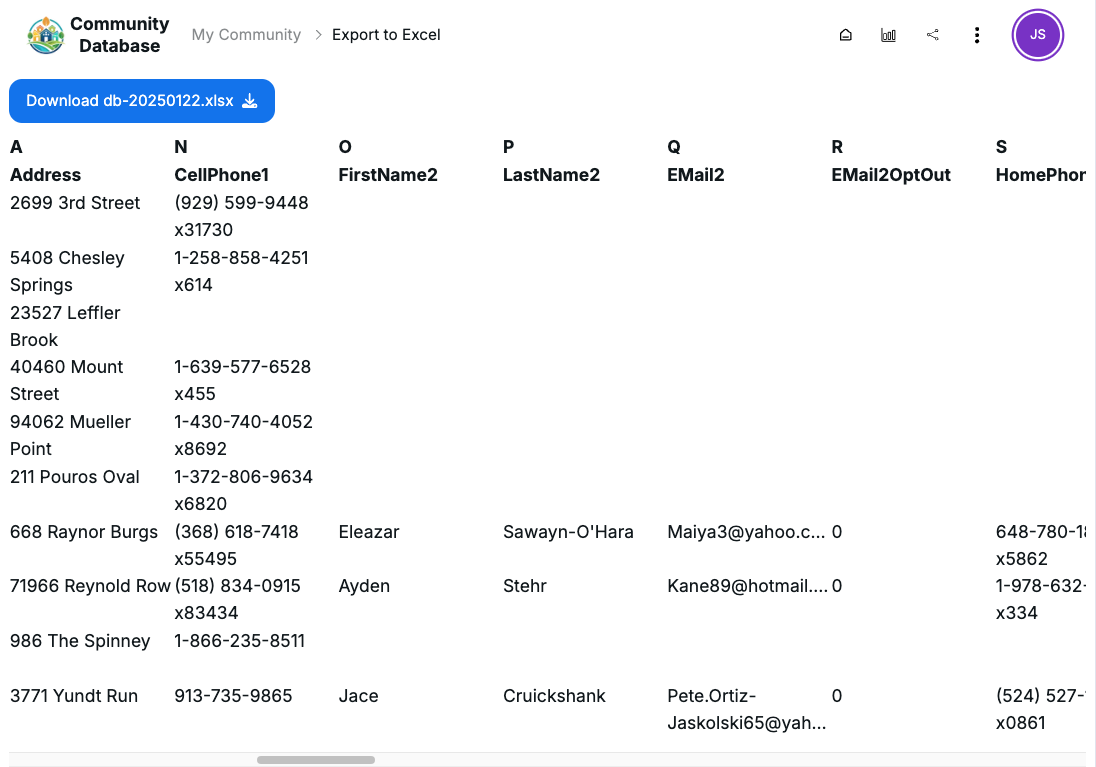 Community
Database
My Community > Export to Excel
JS
Download db-20250122.xlsx
A N O P Q R S
Address CellPhone1 FirstName2 LastName2 EMail2 EMail2OptOut HomePhon
2699 3rd Street (929) 599-9448
x31730
5408 Chesley 1-258-858-4251
Springs x614
23527 Leffler
Brook
40460 Mount 1-639-577-6528
Street x455
94062 Mueller 1-430-740-4052
Point x8692
211 Pouros Oval 1-372-806-9634
x6820
668 Raynor Burgs (368) 618-7418 Eleazar Sawayn-O'Hara Maiya3@yahoo.c... 0 648-780-18
x55495 x5862
71966 Reynold Row (518) 834-0915 Ayden Stehr Kane89@hotmail.... 0 1-978-632-
x83434 x334
986 The Spinney 1-866-235-8511
3771 Yundt Run 913-735-9865 Jace Cruickshank Pete.Ortiz- 0 (524) 527-
Jaskolski65@yah... x0861